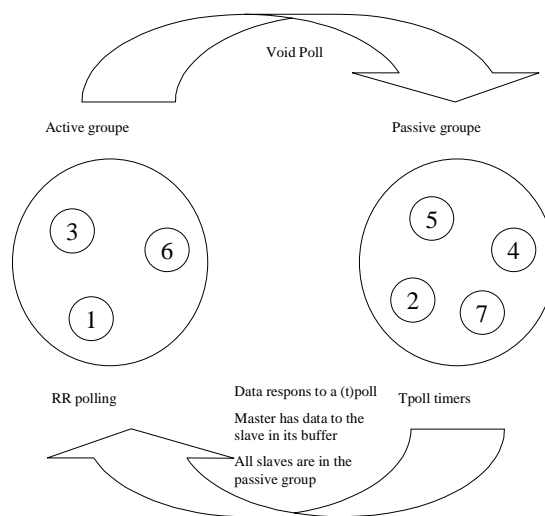 Void Poll
Active groupe
Passive groupe
3
6
1
5
4
2
7
RR polling
Data respons to a (t)poll
Tpoll timers
Master has data to the
slave in its buffer
All slaves are in the
passive group